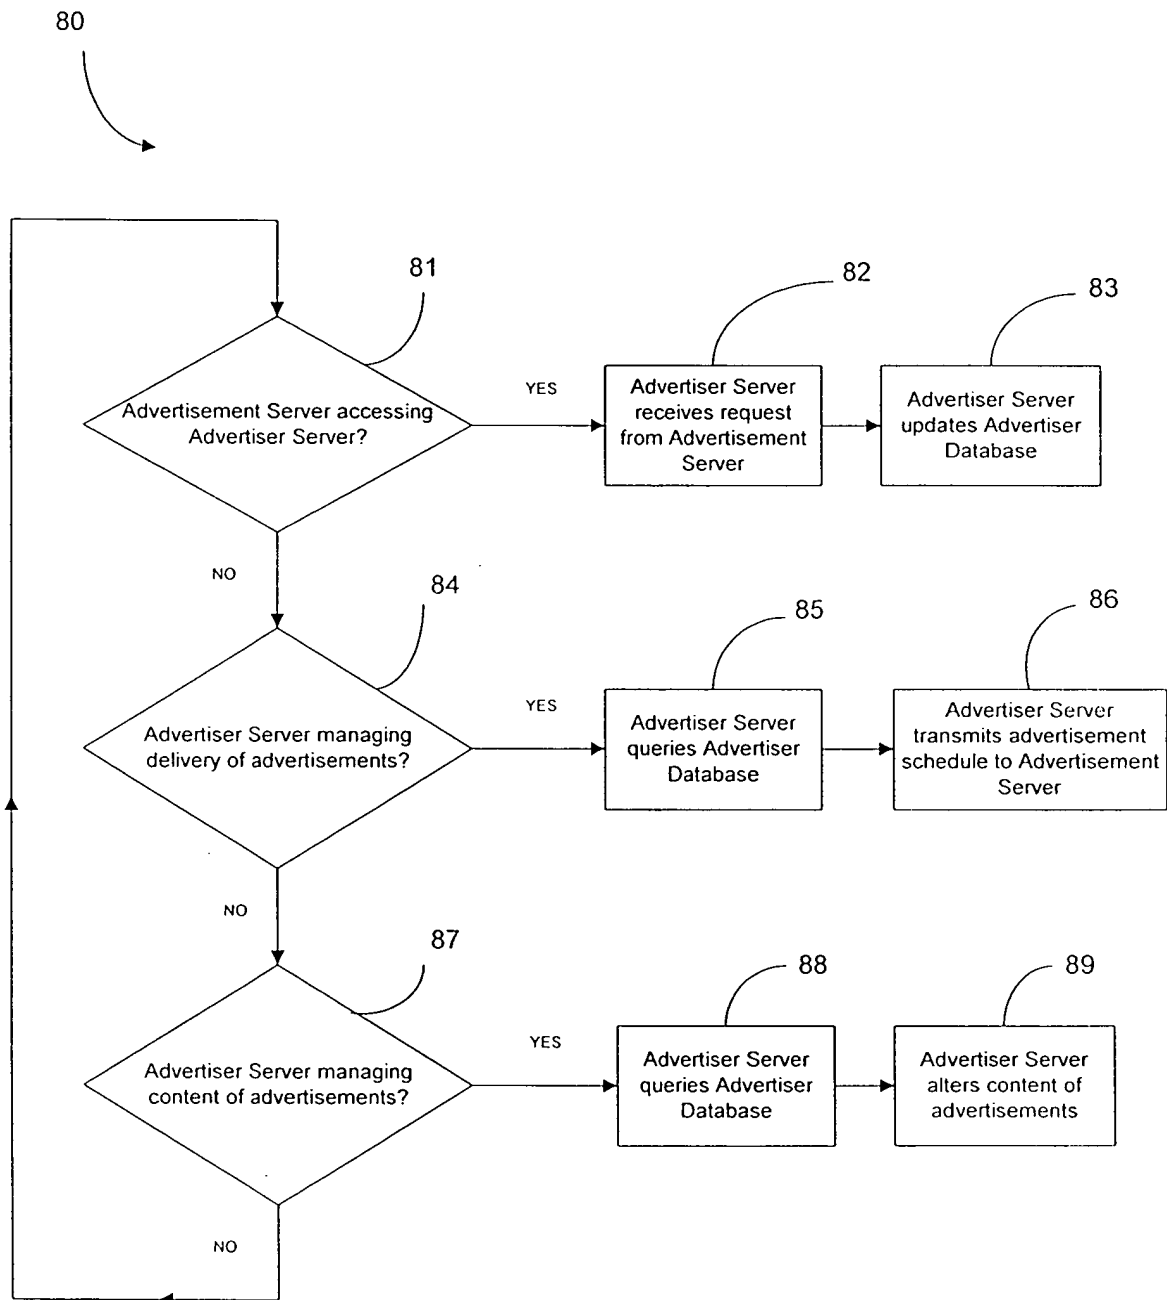 80
81
Advertisement Server accessing
Advertiser Server?
YES
82
Advertiser Server
receives request
from Advertisement
Server
83
Advertiser Server
updates Advertiser
Database
NO
84
Advertiser Server managing
delivery of advertisements?
YES
85
Advertiser Server
queries Advertiser
Database
86
Advertiser Server
transmits advertisement
schedule to Advertisement
Server
NO
87
Advertiser Server managing
content of advertisements?
YES
88
Advertiser Server
queries Advertiser
Database
89
Advertiser Server
alters content of
advertisements
NO